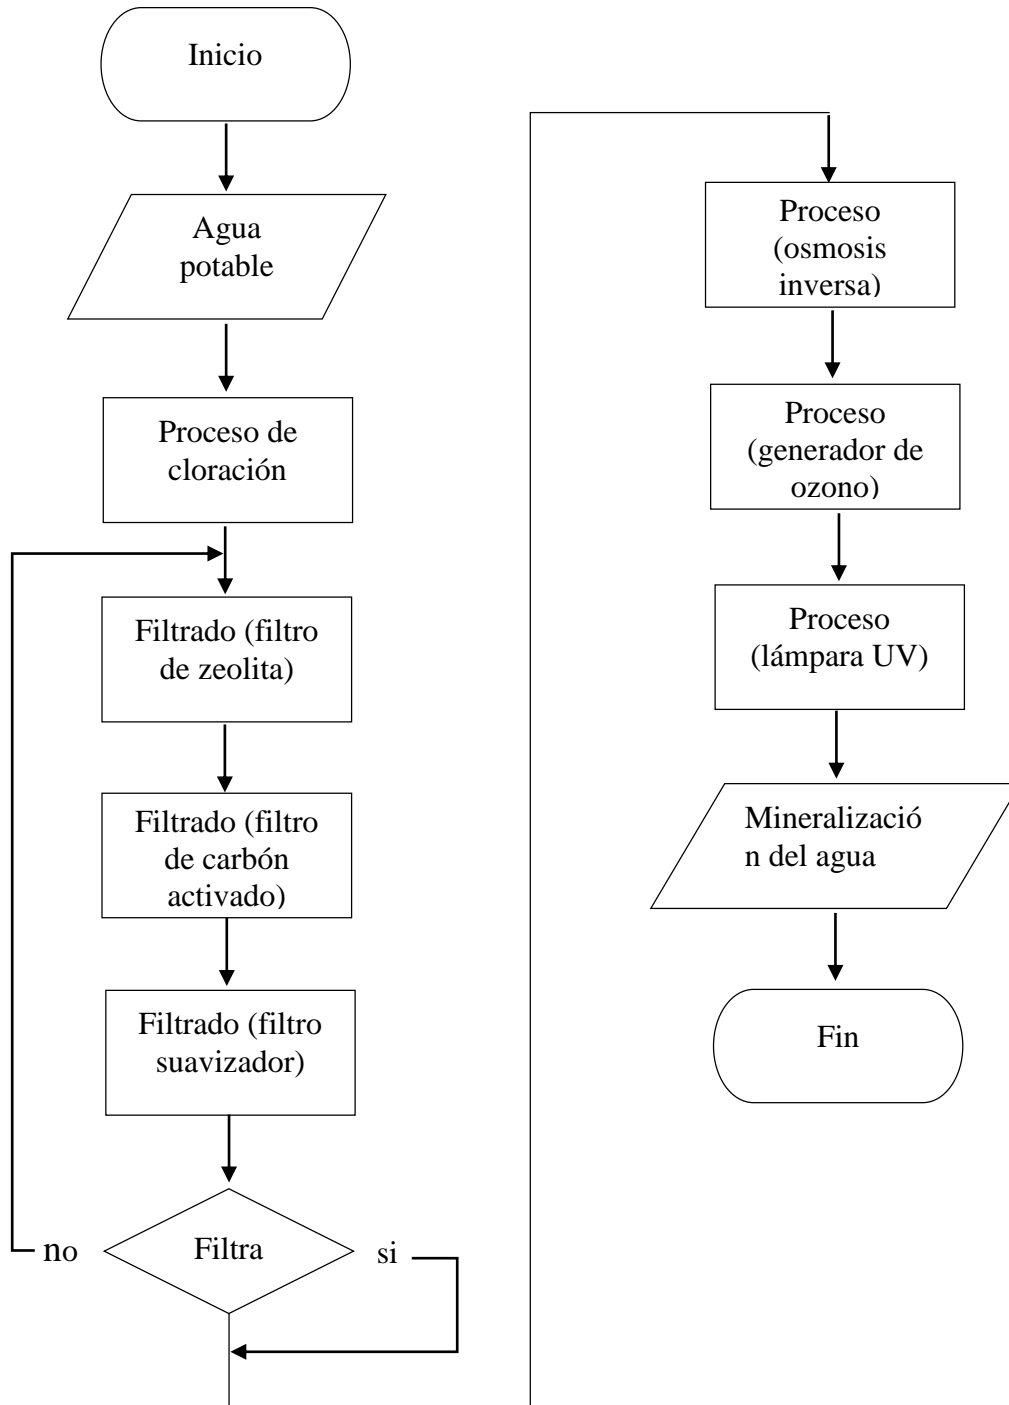 Inicio
Agua
potable
Proceso de
cloración
Filtrado (filtro
de zeolita)
Filtrado (filtro
de carbón
activado)
Filtrado (filtro
suavizador)
no
Filtra
si
Proceso
(osmosis
inversa)
Proceso
(generador de
ozono)
Proceso
(lámpara UV)
Mineralizació
n del agua
Fin